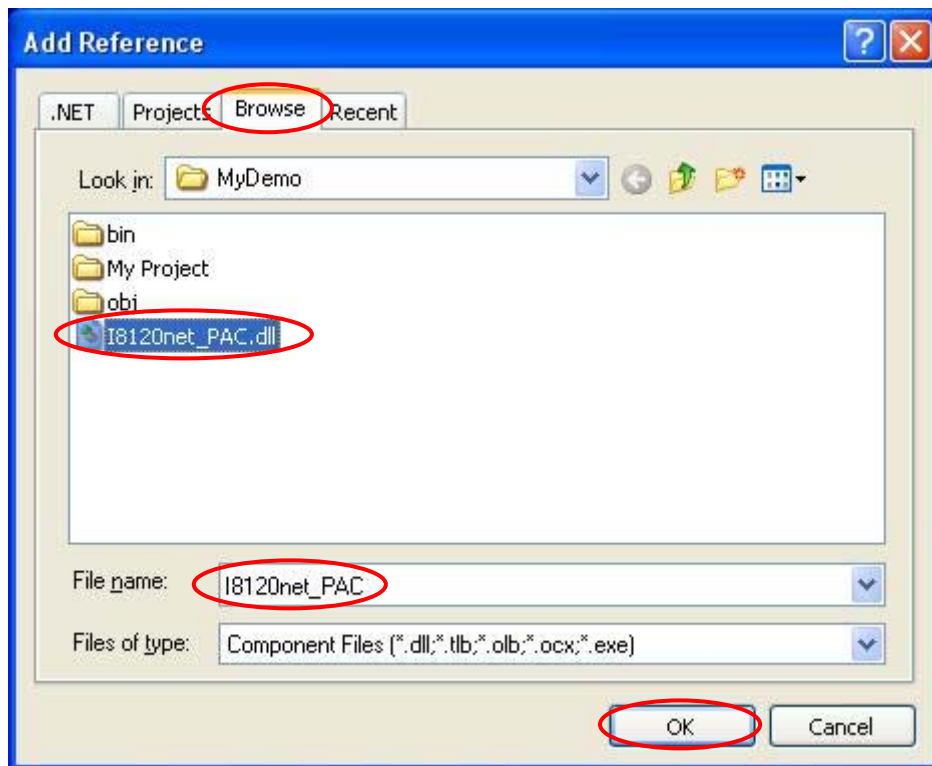 Add Reference
.NET Projects Browse Recent
Look in: MyDemo
bin
My Project
obj
I8120net_PAC.dll
File name: I8120net_PAC
Files of type: Component Files (*.dll;*.tlb;*.olb;*.ocx;*.exe)
OK Cancel